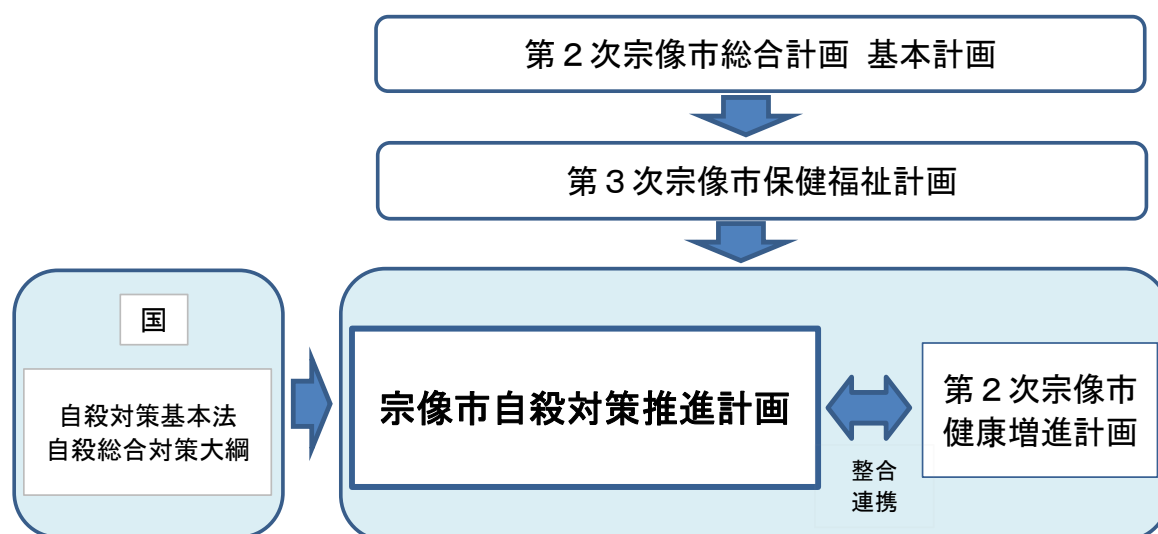 第２次宗像市総合計画 基本計画
第３次宗像市保健福祉計画
国
自殺対策基本法
自殺総合対策大綱
宗像市自殺対策推進計画
整合
連携
第２次宗像市
健康増進計画